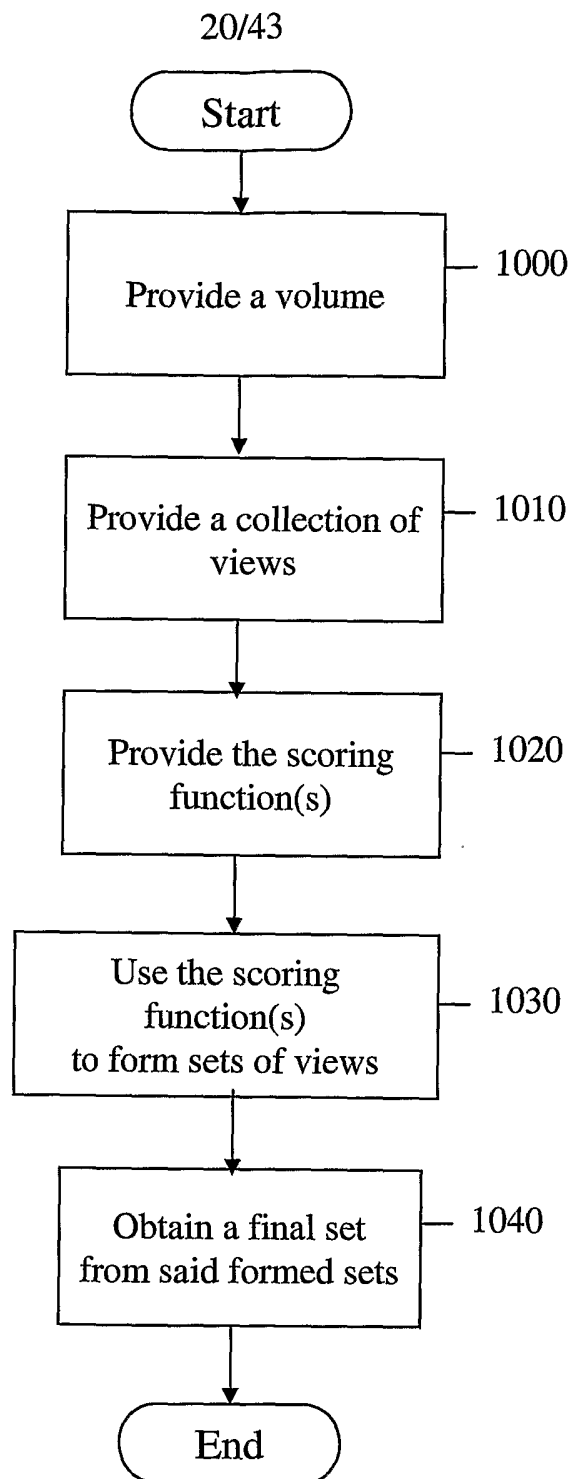 20/43
Start
Provide a volume
1000
Provide a collection of
views
1010
Provide the scoring
function(s)
1020
Use the scoring
function(s)
to form sets of views
1030
Obtain a final set
from said formed sets
1040
End